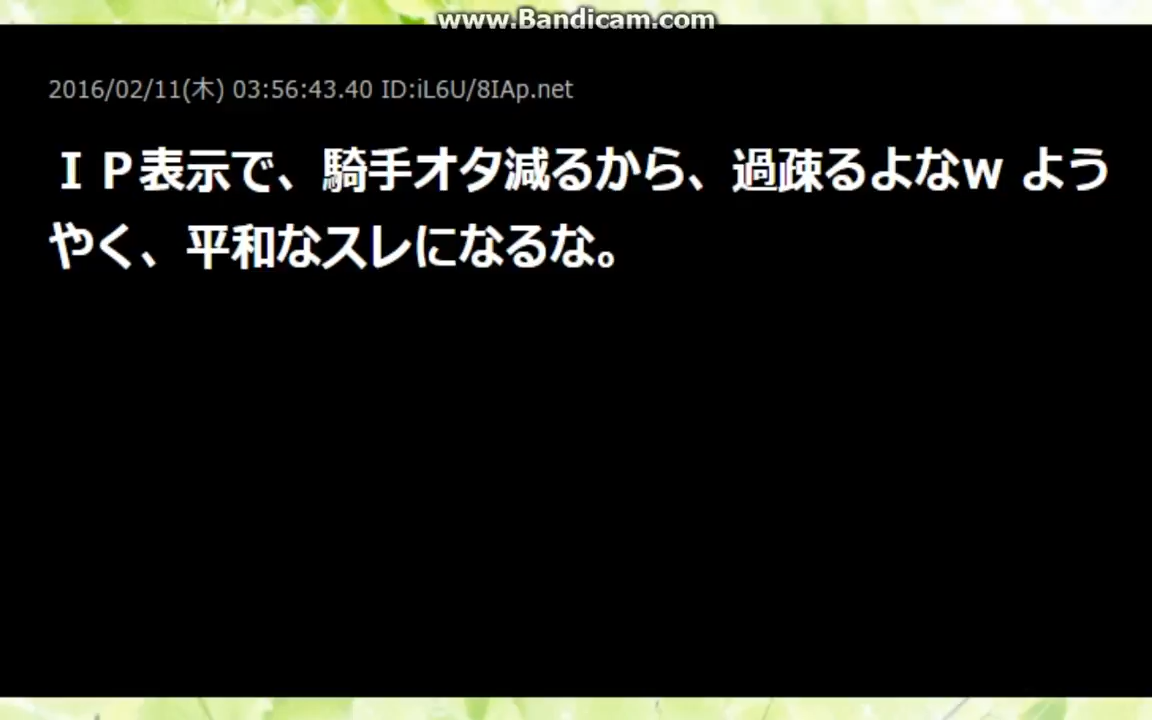 www.Bandicam.com
2016/02/11(木) 03:56:43.40 ID:iL6U/8IAp.net
ＩＰ表示で、騎手オタ減るから、過疎るよなw よう
やく、平和なスレになるな。